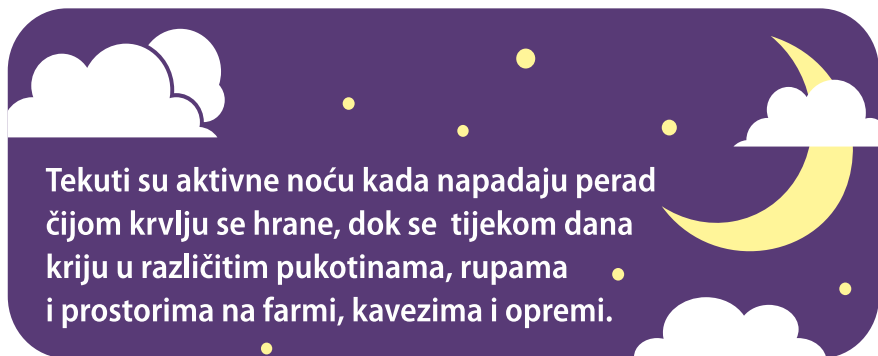 Tekuti su aktivne noću kada napadaju perad
čijom krvlju se hrane, dok se  tijekom dana
kriju u različitim pukotinama, rupama
i prostorima na farmi, kavezima i opremi.